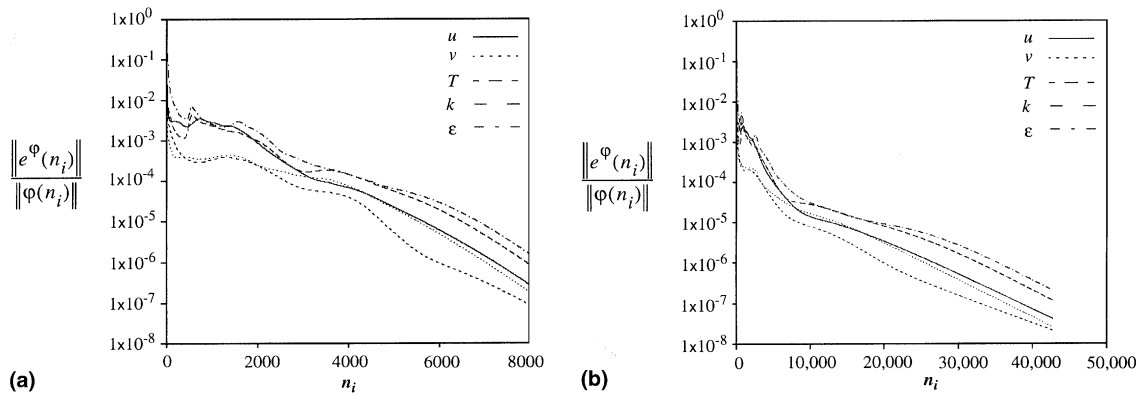 1x10^0
1x10^-1
1x10^-2
1x10^-3
1x10^-4
1x10^-5
1x10^-6
1x10^-7
1x10^-8
‖e^φ(n_i)‖
‖φ(n_i)‖
u
v
T
k
ε
0 2000 4000 6000 8000
n_i
(a)
1x10^0
1x10^-1
1x10^-2
1x10^-3
1x10^-4
1x10^-5
1x10^-6
1x10^-7
1x10^-8
‖e^φ(n_i)‖
‖φ(n_i)‖
u
v
T
k
ε
0 10,000 20,000 30,000 40,000 50,000
n_i
(b)